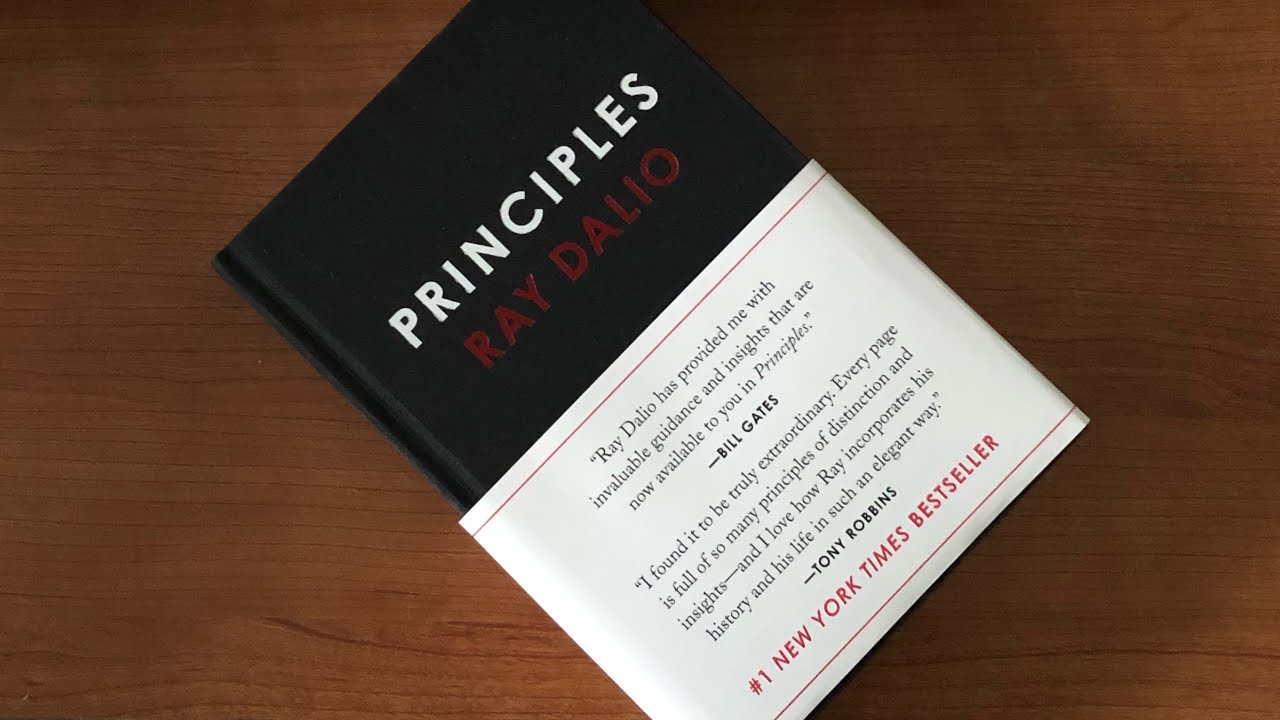 PRINCIPLES
RAY DALIO
“Ray Dalio has provided me with
invaluable guidance and insights that are
now available to you in Principles.”
—BILL GATES
“I found it to be truly extraordinary. Every page
is full of so many principles of distinction and
insights—and I love how Ray incorporates his
history and his life in such an elegant way.”
—TONY ROBBINS
#1 NEW YORK TIMES BESTSELLER